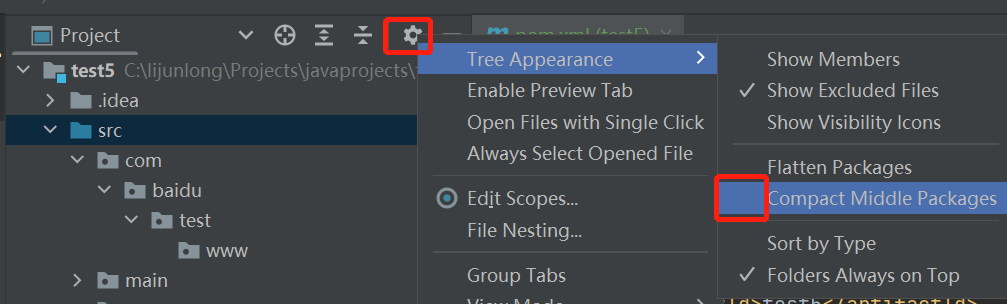 Project
pom.xml (test5)
test5 C:\lijunlong\Projects\javaprojects\
.idea
src
com
baidu
test
www
main
Tree Appearance
Enable Preview Tab
Open Files with Single Click
Always Select Opened File
Edit Scopes...
File Nesting...
Group Tabs
View Mode
Show Members
Show Excluded Files
Show Visibility Icons
Flatten Packages
Compact Middle Packages
Sort by Type
Folders Always on Top